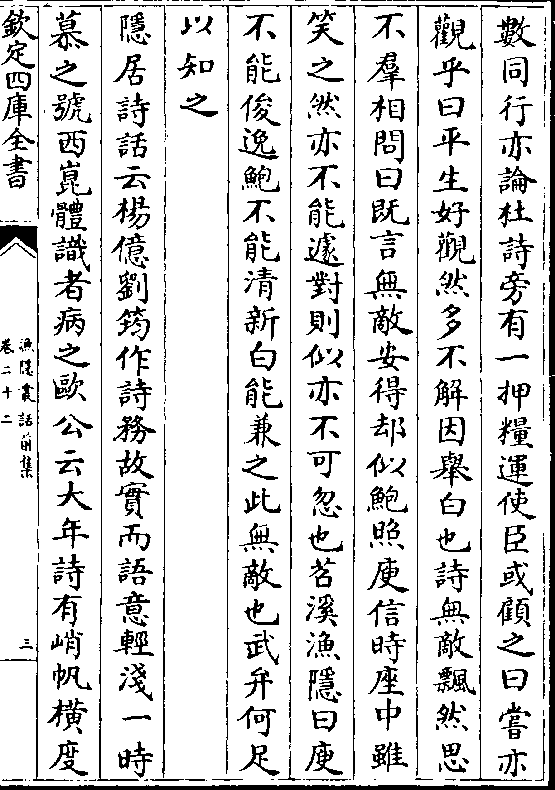 數同行亦論杜詩旁有一押糧運使臣或顧之曰嘗亦
觀乎曰平生好觀然多不解因舉白也詩無敵飄然思
不羣相問曰既言無敵安得却似鮑照庾信時座中雖
笑之然亦不能遽對則似亦不可忽也苕溪漁隱曰庾
不能俊逸鮑不能清新白能兼之此無敵也武弁何足
以知之
隱居詩話云楊億劉筠作詩務故實而語意輕淺一時
慕之號西崑體識者病之歐公云大年詩有峭帆橫度
欽定四庫全書
漁隱叢話前集
卷二十二
三